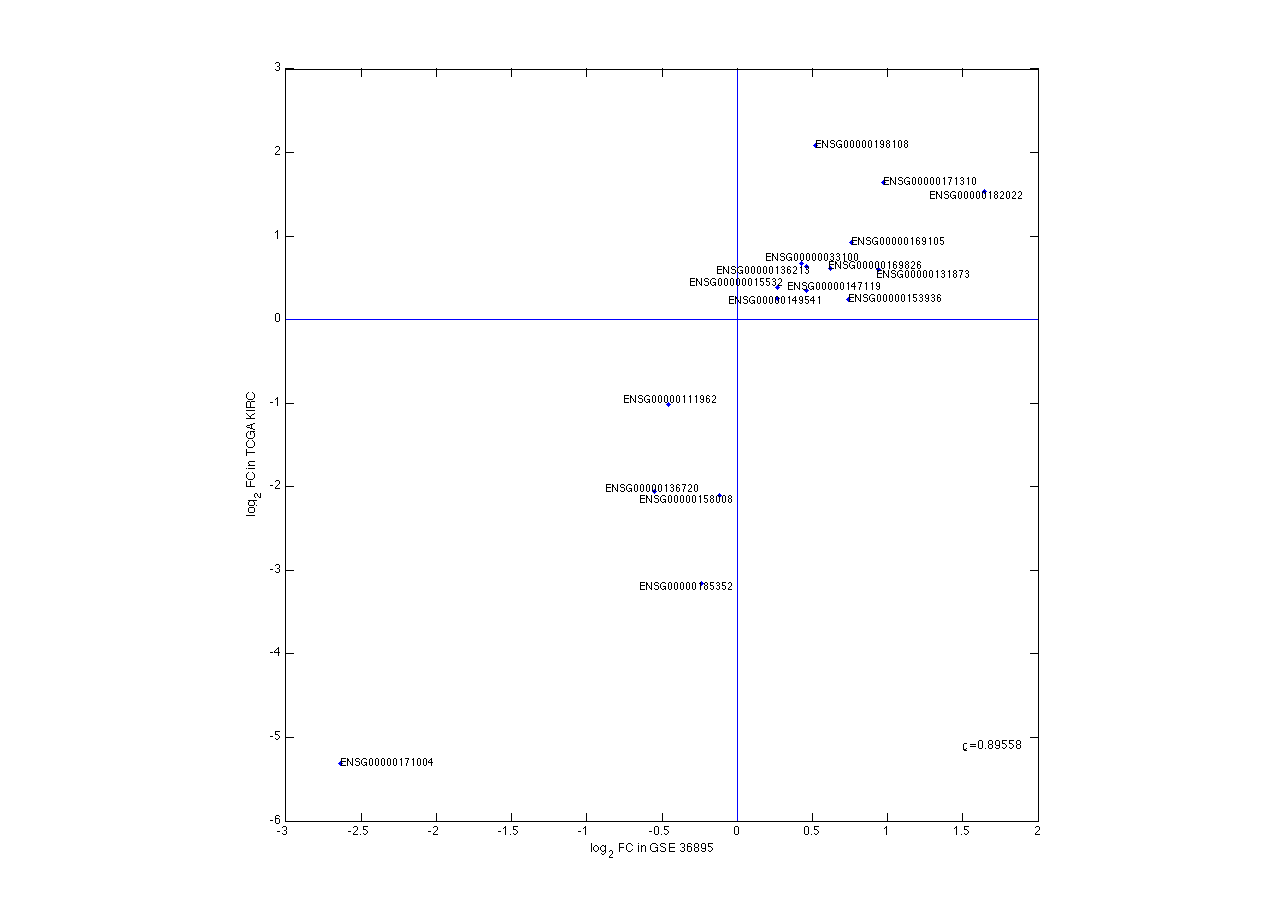 3
ENSG00000198108
2
ENSG00000171310
ENSG00000182022
1
ENSG00000169105
ENSG00000033100
ENSG00000169826
ENSG00000136213
ENSG00000131873
ENSG00000015532
ENSG00000147119
ENSG00000149541
ENSG00000153936
0
log2 FC in TCGA KIRC
ENSG00000111962
-1
ENSG00000136720
-2
ENSG00000158008
-3
ENSG00000185352
-4
-5
ϱ=0.89558
ENSG00000171004
-6
-3 -2.5 -2 -1.5 -1 -0.5 0 0.5 1 1.5 2
log2 FC in GSE 36895